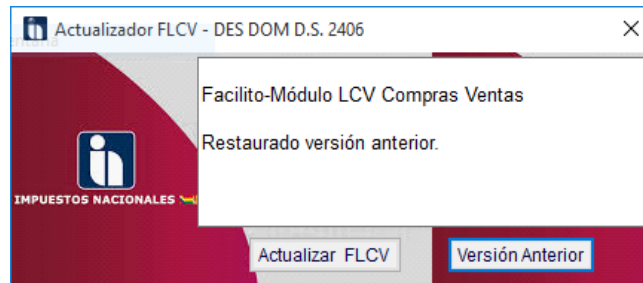 Actualizador FLCV - DES DOM D.S. 2406
Facilito-Módulo LCV Compras Ventas
Restaurado versión anterior.
IMPUESTOS NACIONALES
Actualizar FLCV
Versión Anterior